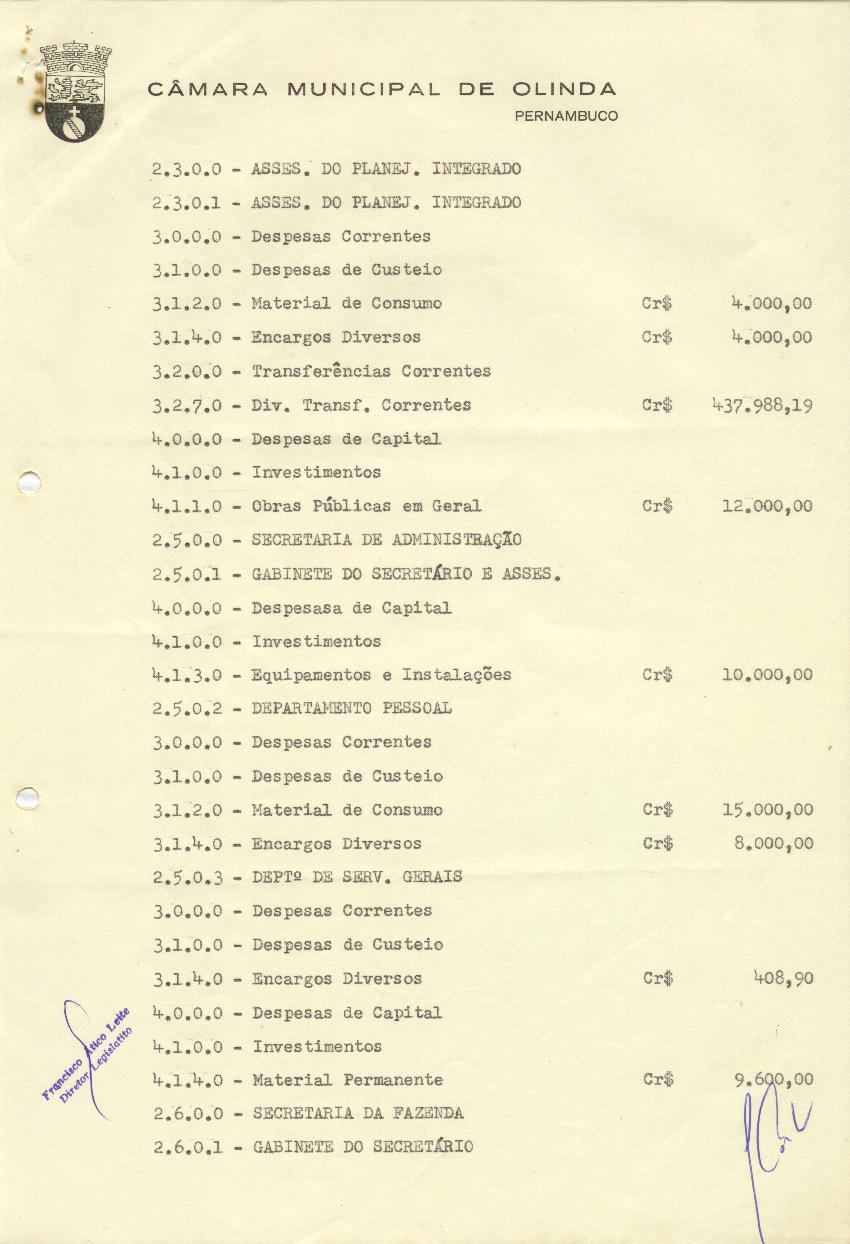 CÂMARA MUNICIPAL DE OLINDA
PERNAMBUCO
2.3.0.0 - ASSES. DO PLANEJ. INTEGRADO
2.3.0.1 - ASSES. DO PLANEJ. INTEGRADO
3.0.0.0 - Despesas Correntes
3.1.0.0 - Despesas de Custeio
3.1.2.0 - Material de Consumo Cr$ 4.000,00
3.1.4.0 - Encargos Diversos Cr$ 4.000,00
3.2.0.0 - Transferências Correntes
3.2.7.0 - Div. Transf. Correntes Cr$ 437.988,19
4.0.0.0 - Despesas de Capital
4.1.0.0 - Investimentos
4.1.1.0 - Obras Públicas em Geral Cr$ 12.000,00
2.5.0.0 - SECRETARIA DE ADMINISTRAÇÃO
2.5.0.1 - GABINETE DO SECRETÁRIO E ASSES.
4.0.0.0 - Despesasa de Capital
4.1.0.0 - Investimentos
4.1.3.0 - Equipamentos e Instalações Cr$ 10.000,00
2.5.0.2 - DEPARTAMENTO PESSOAL
3.0.0.0 - Despesas Correntes
3.1.0.0 - Despesas de Custeio
3.1.2.0 - Material de Consumo Cr$ 15.000,00
3.1.4.0 - Encargos Diversos Cr$ 8.000,00
2.5.0.3 - DEPTº DE SERV. GERAIS
3.0.0.0 - Despesas Correntes
3.1.0.0 - Despesas de Custeio
3.1.4.0 - Encargos Diversos Cr$ 408,90
4.0.0.0 - Despesas de Capital
4.1.0.0 - Investimentos
4.1.4.0 - Material Permanente Cr$ 9.600,00
2.6.0.0 - SECRETARIA DA FAZENDA
2.6.0.1 - GABINETE DO SECRETÁRIO
Francisco Ático Leite
Diretor Legislativo